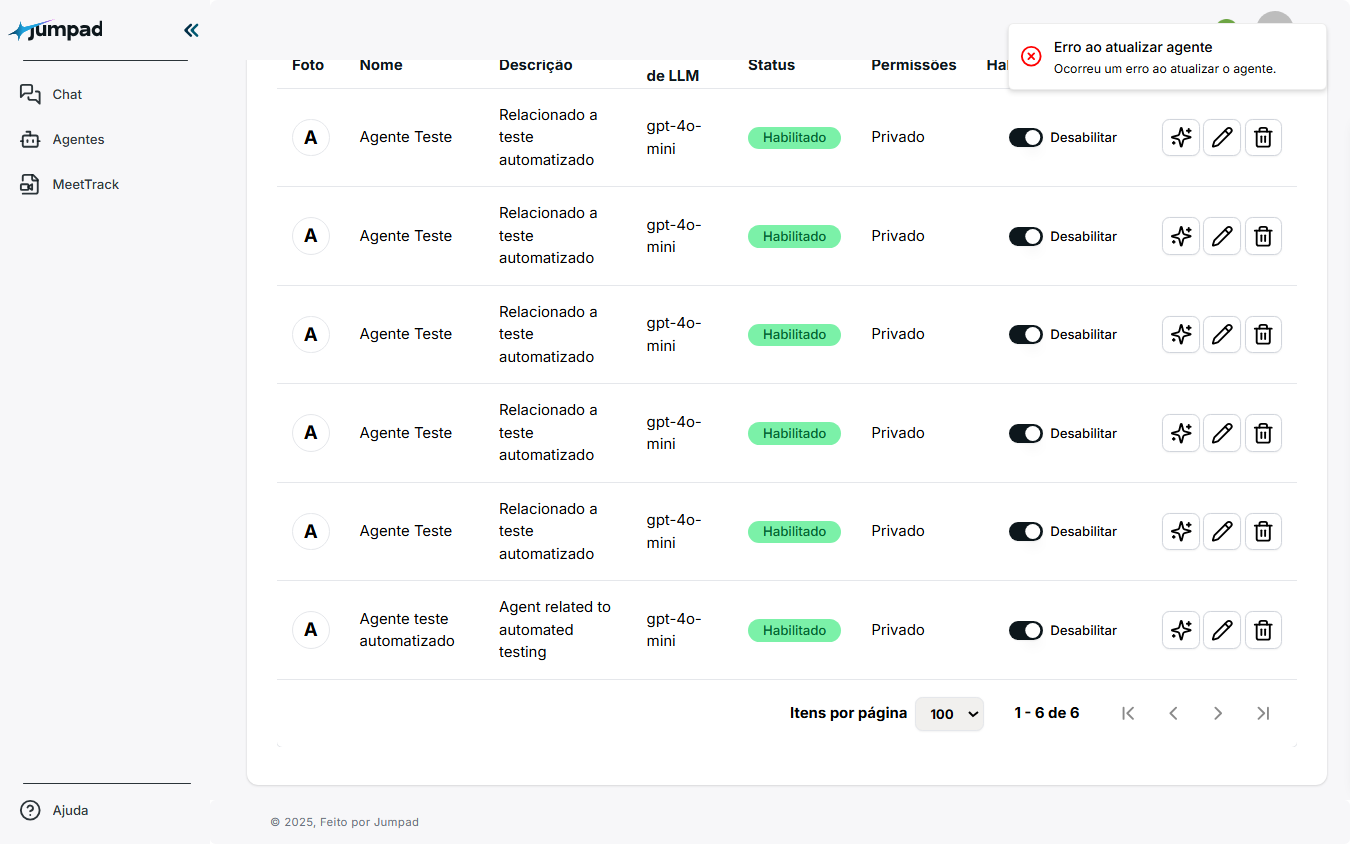 jumpad
Chat
Agentes
MeetTrack
Ajuda
Erro ao atualizar agente
Ocorreu um erro ao atualizar o agente.
Foto Nome Descrição de LLM Status Permissões
A Agente Teste Relacionado a teste automatizado gpt-4o-mini Habilitado Privado Desabilitar
A Agente Teste Relacionado a teste automatizado gpt-4o-mini Habilitado Privado Desabilitar
A Agente Teste Relacionado a teste automatizado gpt-4o-mini Habilitado Privado Desabilitar
A Agente Teste Relacionado a teste automatizado gpt-4o-mini Habilitado Privado Desabilitar
A Agente Teste Relacionado a teste automatizado gpt-4o-mini Habilitado Privado Desabilitar
A Agente teste automatizado Agent related to automated testing gpt-4o-mini Habilitado Privado Desabilitar
Itens por página 100 1 - 6 de 6
© 2025, Feito por Jumpad